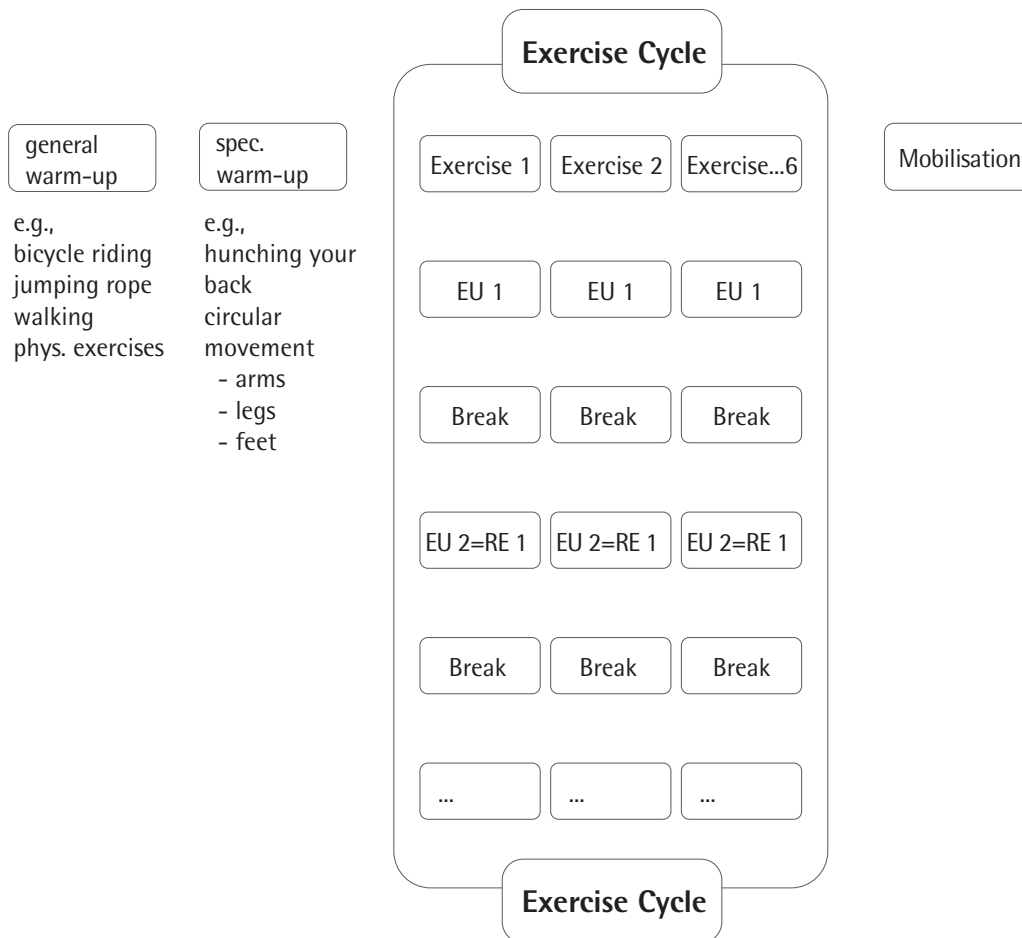 Exercise Cycle
general
warm-up
e.g.,
bicycle riding
jumping rope
walking
phys. exercises
spec.
warm-up
e.g.,
hunching your
back
circular
movement
- arms
- legs
- feet
Exercise 1 Exercise 2 Exercise...6
EU 1 EU 1 EU 1
Break Break Break
EU 2=RE 1 EU 2=RE 1 EU 2=RE 1
Break Break Break
... ... ...
Mobilisation
Exercise Cycle